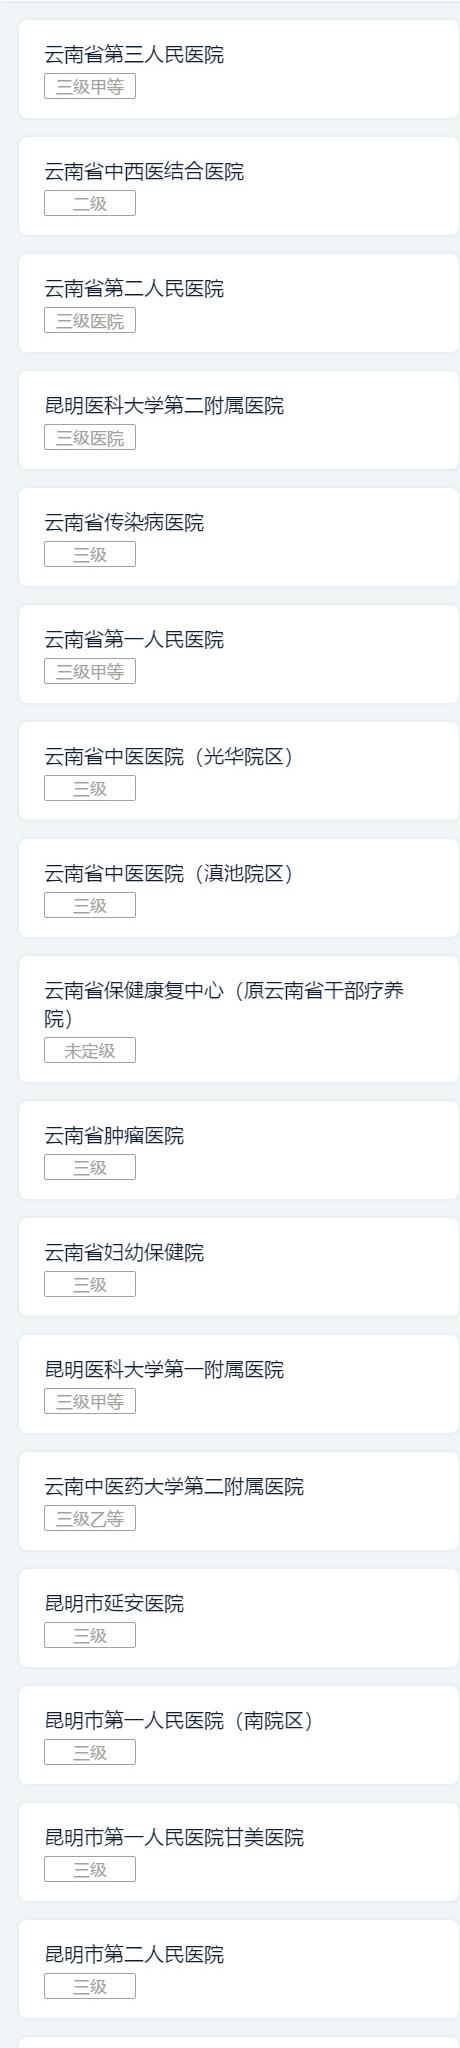 云南省第三人民医院
三级甲等
云南省中西医结合医院
二级
云南省第二人民医院
三级医院
昆明医科大学第二附属医院
三级医院
云南省传染病医院
三级
云南省第一人民医院
三级甲等
云南省中医医院（光华院区）
三级
云南省中医医院（滇池院区）
三级
云南省保健康复中心（原云南省干部疗养
院）
未定级
云南省肿瘤医院
三级
云南省妇幼保健院
三级
昆明医科大学第一附属医院
三级甲等
云南中医药大学第二附属医院
三级乙等
昆明市延安医院
三级
昆明市第一人民医院（南院区）
三级
昆明市第一人民医院甘美医院
三级
昆明市第二人民医院
三级